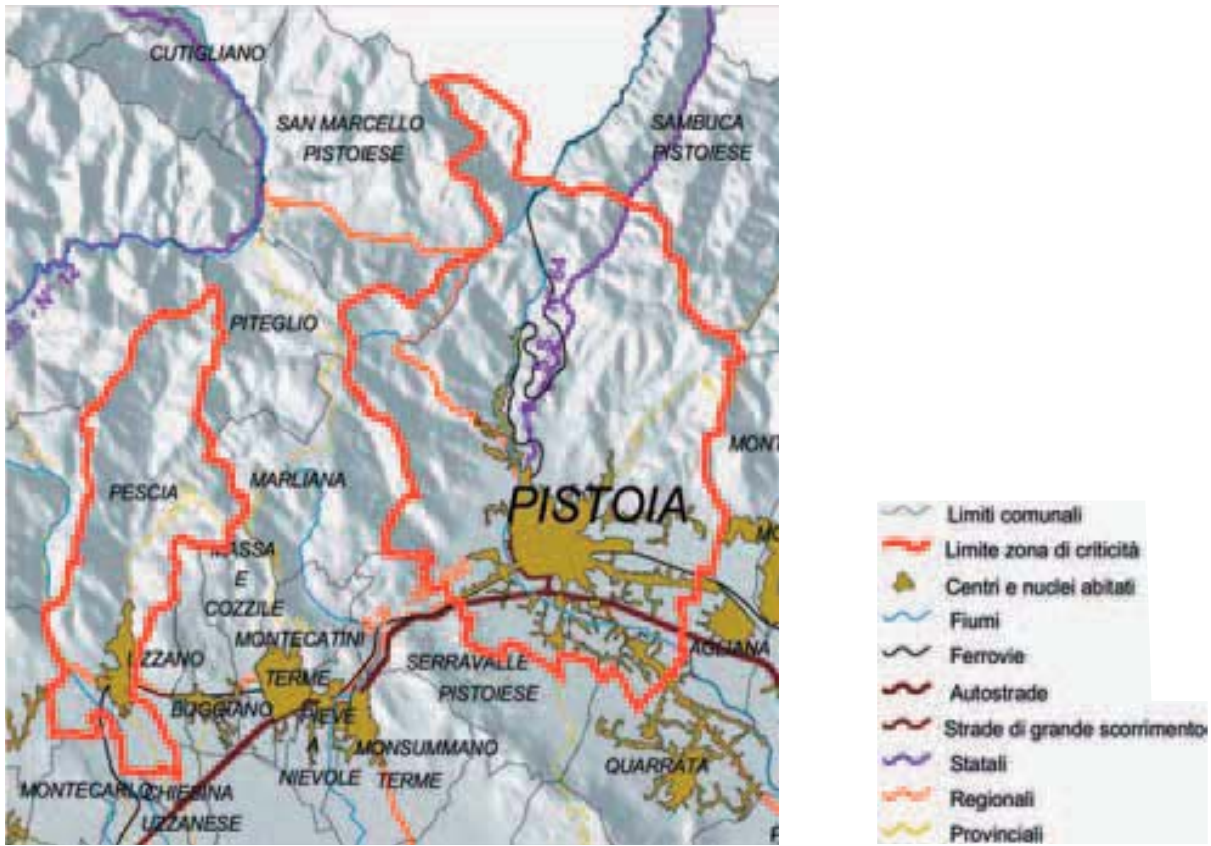 CUTIGLIANO
SAN MARCELLO
PISTOIESE
SAMBUCA
PISTOIESE
N° 12
64
PITEGLIO
PESCIA
MARLIANA
PISTOIA
MASSA
E
COZZILE
MONTECATINI
TERME
UZZANO
BUGGIANO
PIEVE
A
NIEVOLE
SERRAVALLE
PISTOIESE
AGLIANA
MONSUMMANO
TERME
QUARRATA
MONTECARLO
CHIESINA
UZZANESE
Limiti comunali
Limite zona di criticità
Centri e nuclei abitati
Fiumi
Ferrovie
Autostrade
Strade di grande scorrimento
Statali
Regionali
Provinciali